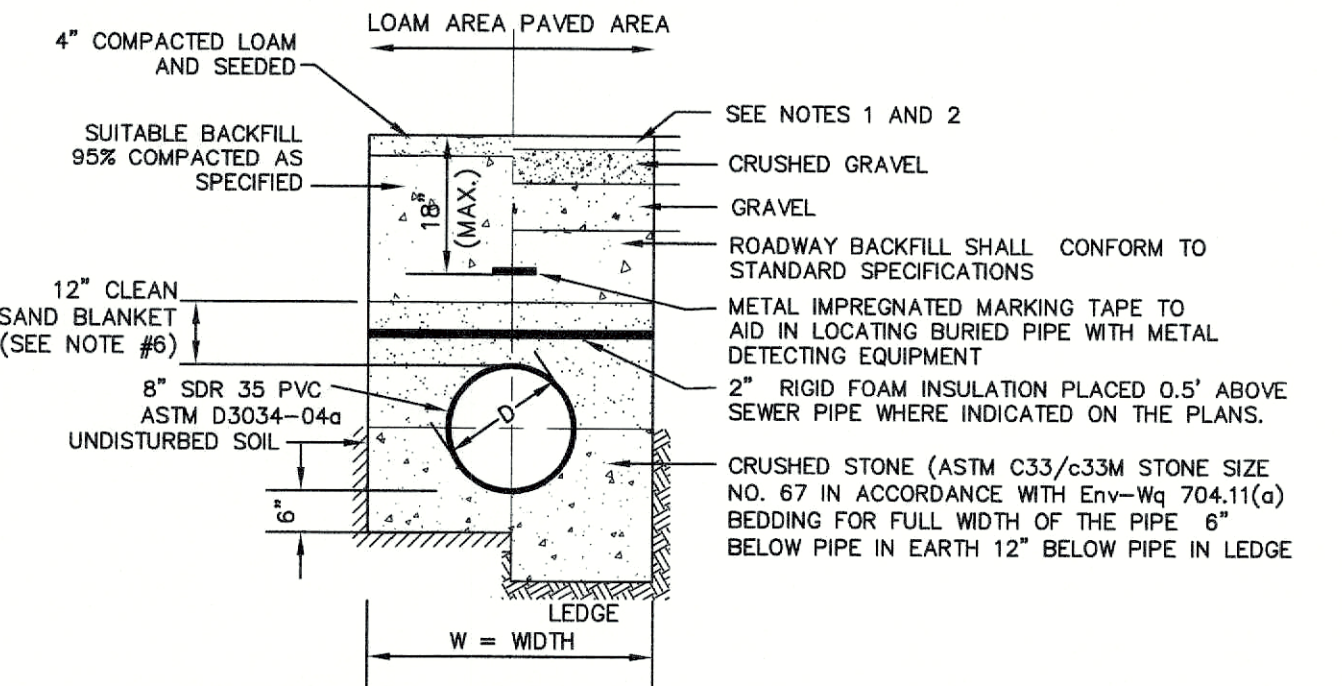 LOAM AREA PAVED AREA
4" COMPACTED LOAM
AND SEEDED
SUITABLE BACKFILL
95% COMPACTED AS
SPECIFIED
18"
(MAX.)
12" CLEAN
SAND BLANKET
(SEE NOTE #6)
8" SDR 35 PVC
ASTM D3034-04a
UNDISTURBED SOIL
6"
D
SEE NOTES 1 AND 2
CRUSHED GRAVEL
GRAVEL
ROADWAY BACKFILL SHALL CONFORM TO
STANDARD SPECIFICATIONS
METAL IMPREGNATED MARKING TAPE TO
AID IN LOCATING BURIED PIPE WITH METAL
DETECTING EQUIPMENT
2" RIGID FOAM INSULATION PLACED 0.5' ABOVE
SEWER PIPE WHERE INDICATED ON THE PLANS.
CRUSHED STONE (ASTM C33/c33M STONE SIZE
NO. 67 IN ACCORDANCE WITH Env-Wq 704.11(a)
BEDDING FOR FULL WIDTH OF THE PIPE 6"
BELOW PIPE IN EARTH 12" BELOW PIPE IN LEDGE
LEDGE
W = WIDTH